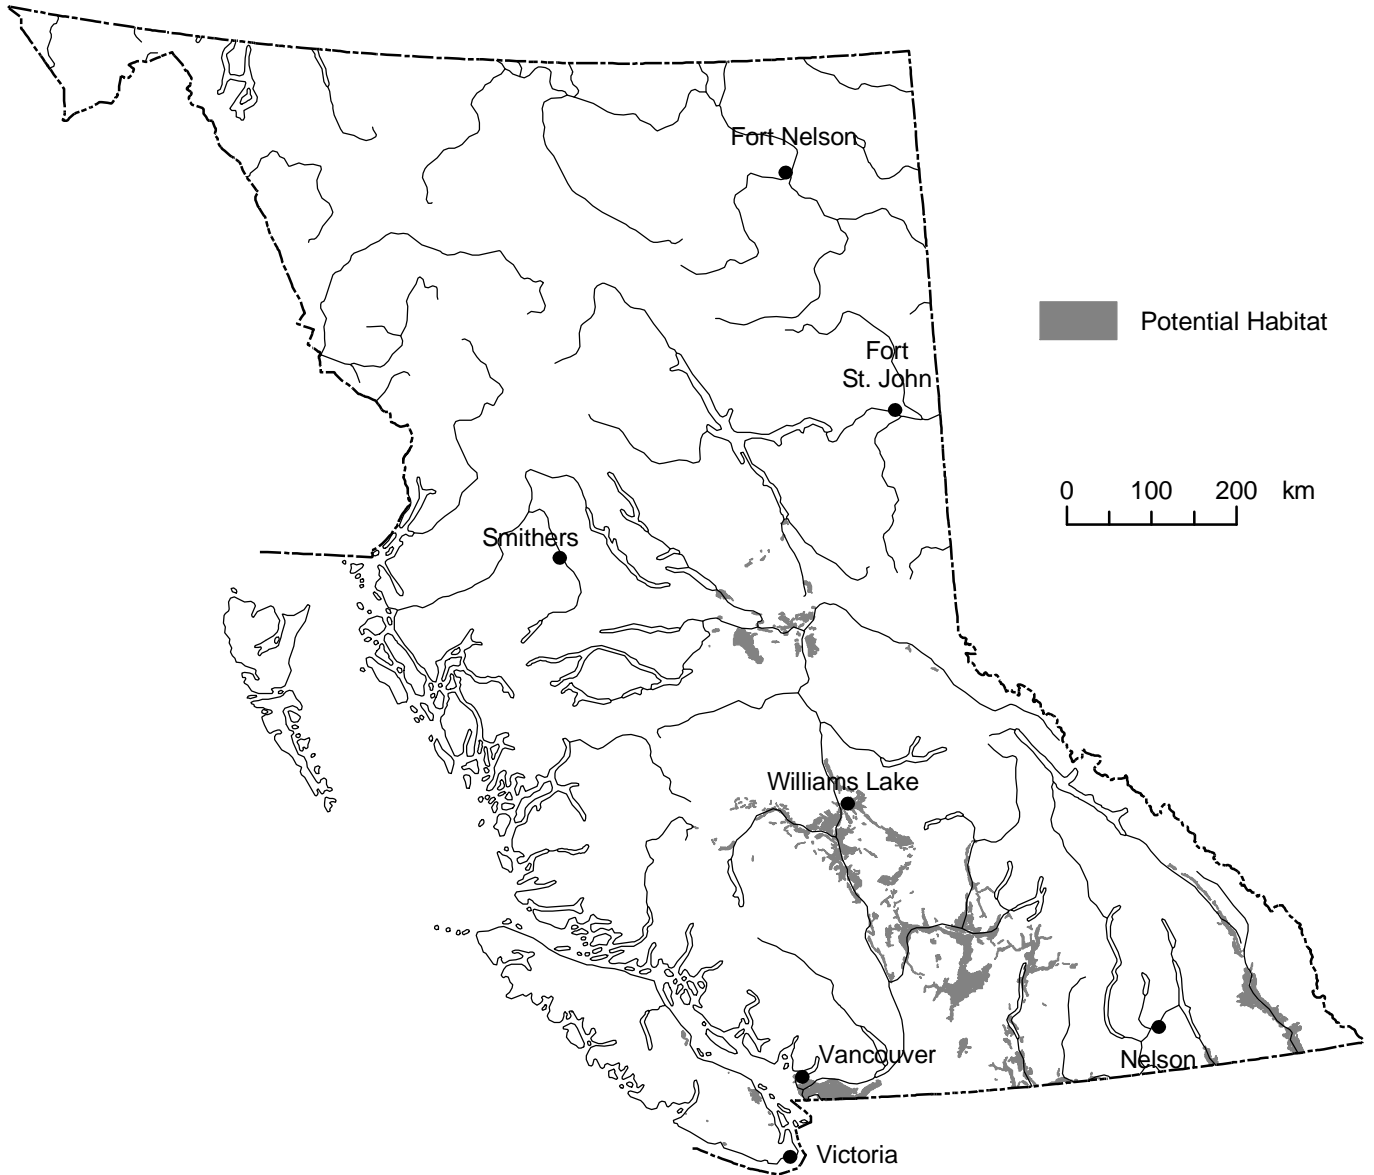 Fort Nelson
Potential Habitat
Fort
St. John
0 100 200 km
Smithers
Williams Lake
Vancouver
Nelson
Victoria